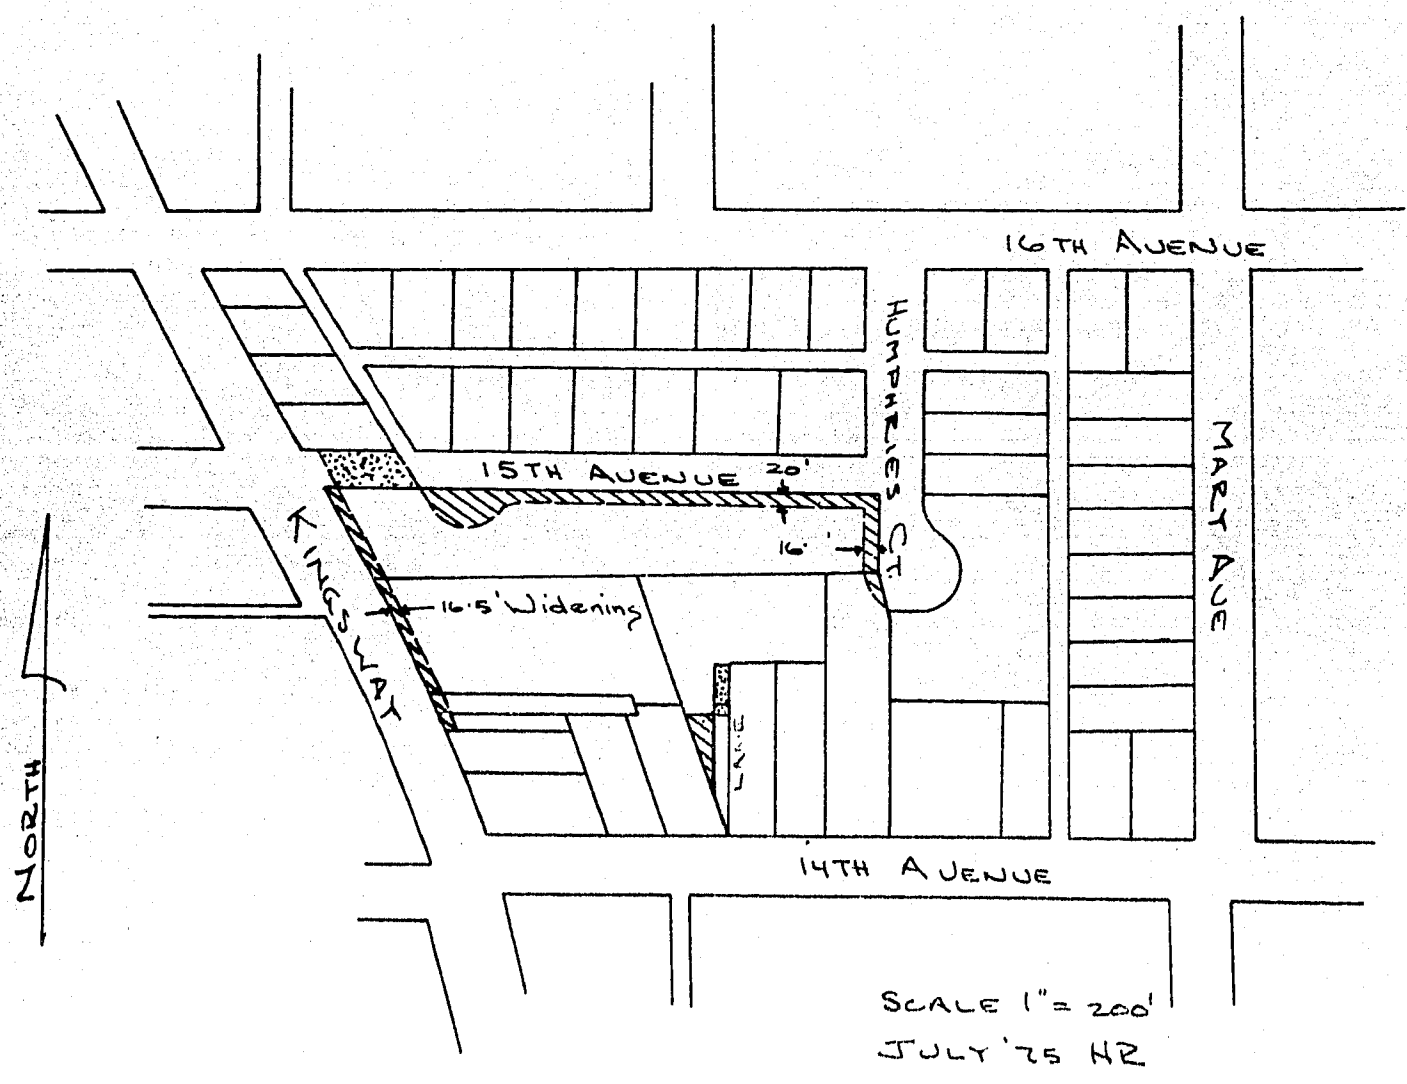 16TH AVENUE
HUMPHRIES CT.
15TH AVENUE
20'
MARY AVE
KINGSWAY
16. '
16.5' Widening
LANE
NORTH
14TH AVENUE
SCALE 1" = 200'
JULY '75 HR